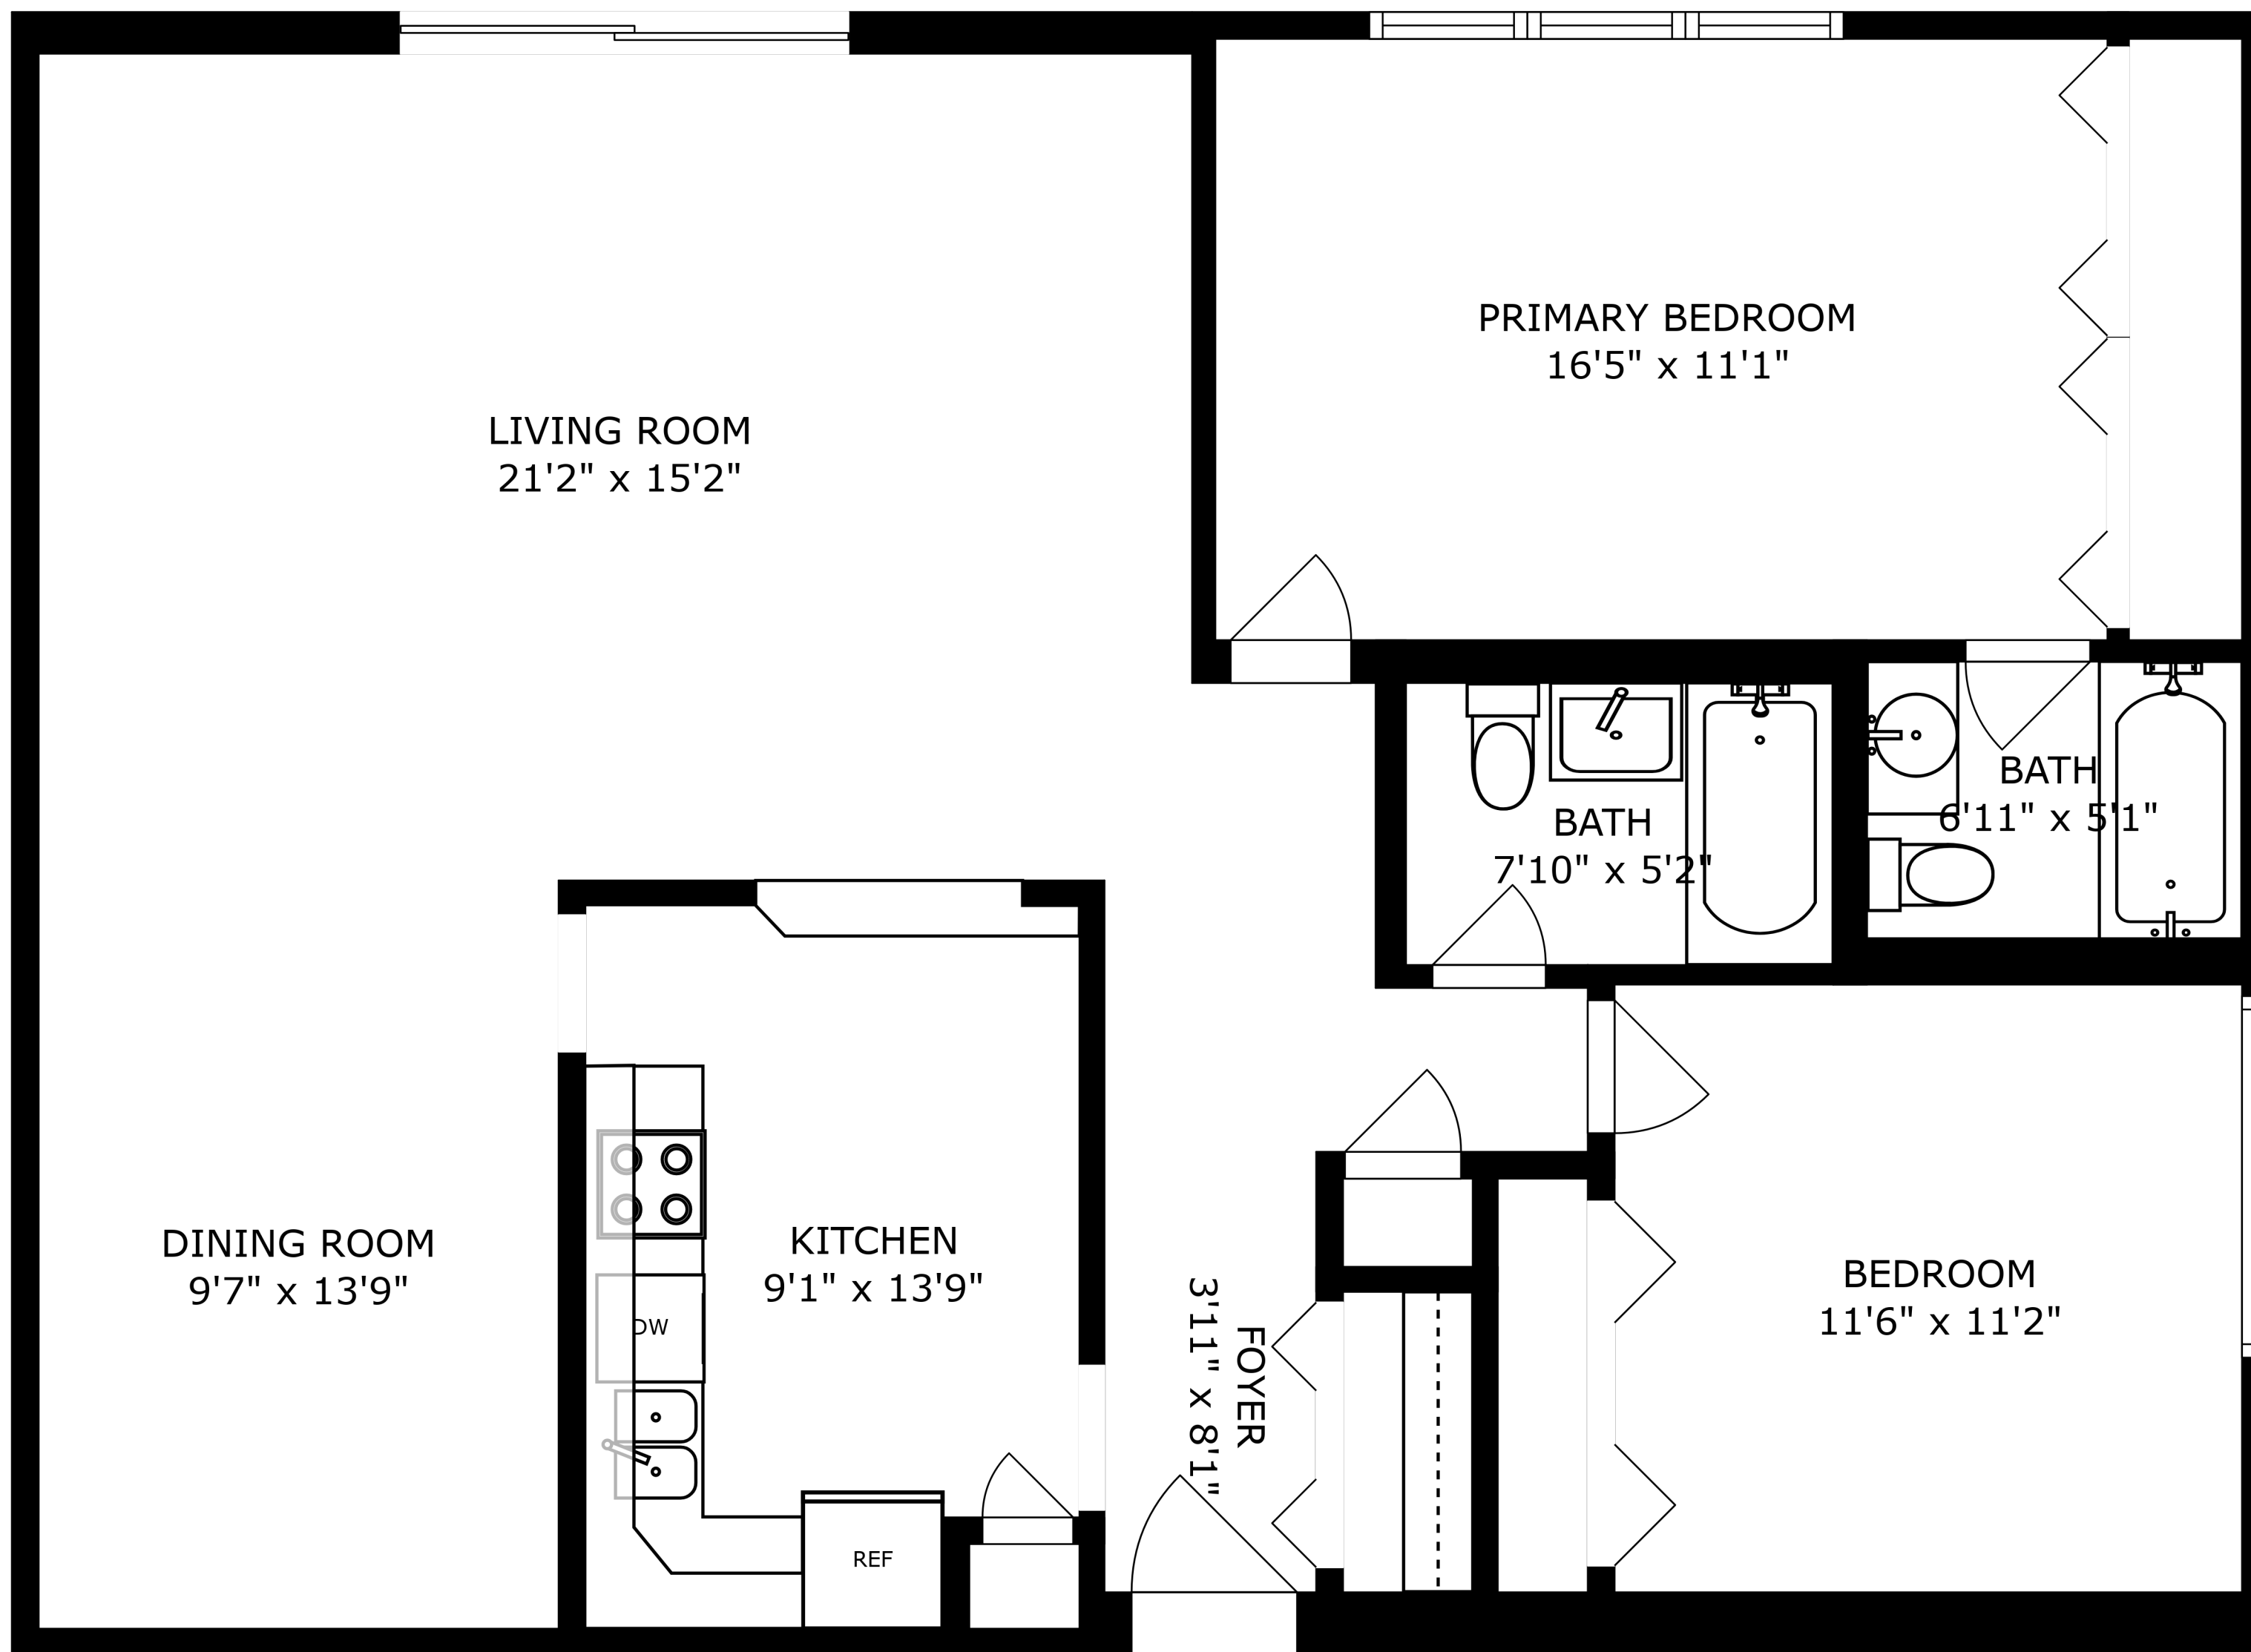 PRIMARY BEDROOM
16'5" x 11'1"
LIVING ROOM
21'2" x 15'2"
BATH
6'11" x 5'1"
BATH
7'10" x 5'2"
DINING ROOM
9'7" x 13'9"
KITCHEN
9'1" x 13'9"
DW
REF
FOYER
3'11" x 8'1"
BEDROOM
11'6" x 11'2"